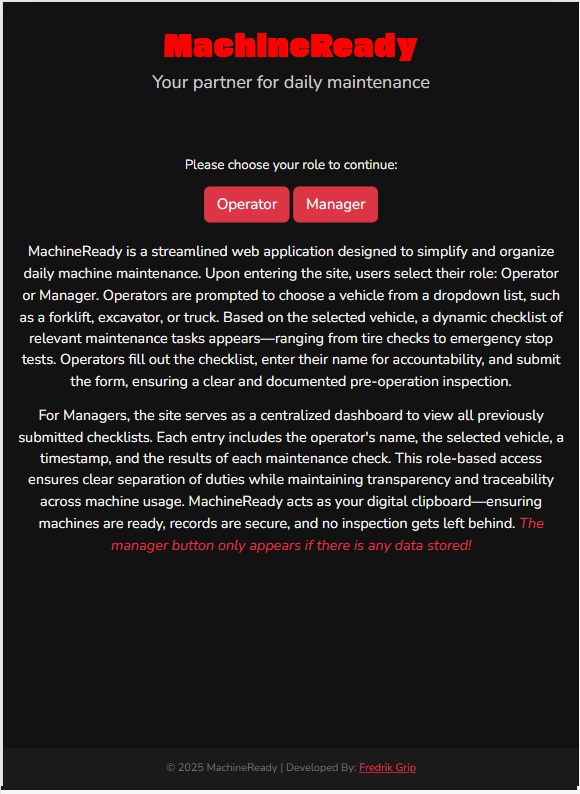 MachineReady
Your partner for daily maintenance
Please choose your role to continue:
Operator Manager
MachineReady is a streamlined web application designed to simplify and organize
daily machine maintenance. Upon entering the site, users select their role: Operator
or Manager. Operators are prompted to choose a vehicle from a dropdown list, such
as a forklift, excavator, or truck. Based on the selected vehicle, a dynamic checklist of
relevant maintenance tasks appears—ranging from tire checks to emergency stop
tests. Operators fill out the checklist, enter their name for accountability, and submit
the form, ensuring a clear and documented pre-operation inspection.
For Managers, the site serves as a centralized dashboard to view all previously
submitted checklists. Each entry includes the operator's name, the selected vehicle, a
timestamp, and the results of each maintenance check. This role-based access
ensures clear separation of duties while maintaining transparency and traceability
across machine usage. MachineReady acts as your digital clipboard—ensuring
machines are ready, records are secure, and no inspection gets left behind. The
manager button only appears if there is any data stored!
© 2025 MachineReady | Developed By: Fredrik Grip